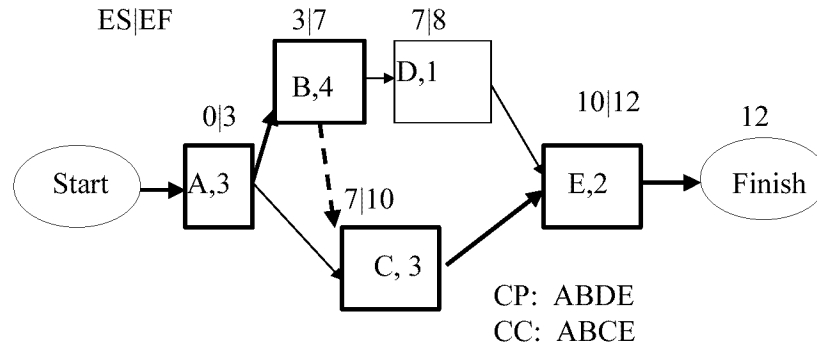 ES|EF
3|7
7|8
B,4
D,1
0|3
10|12
12
Start
A,3
E,2
Finish
7|10
C, 3
CP: ABDE
CC: ABCE